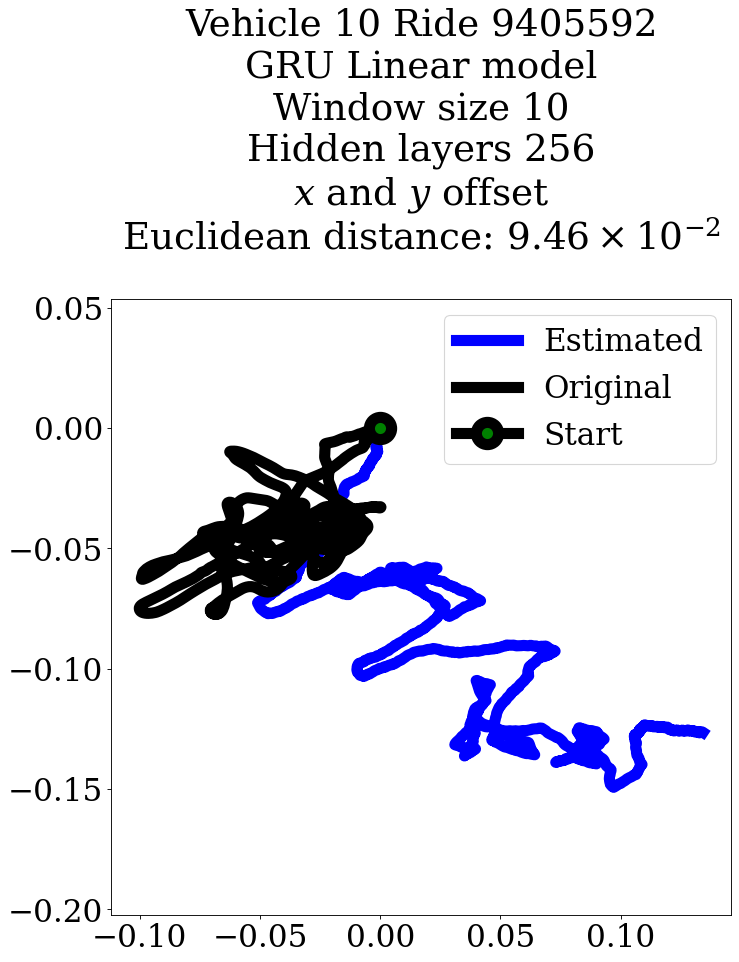 Vehicle 10 Ride 9405592
GRU Linear model
Window size 10
Hidden layers 256
x and y offset
Euclidean distance: 9.46 × 10⁻²
Estimated
Original
Start
0.05
0.00
−0.05
−0.10
−0.15
−0.20
−0.10 −0.05 0.00 0.05 0.10